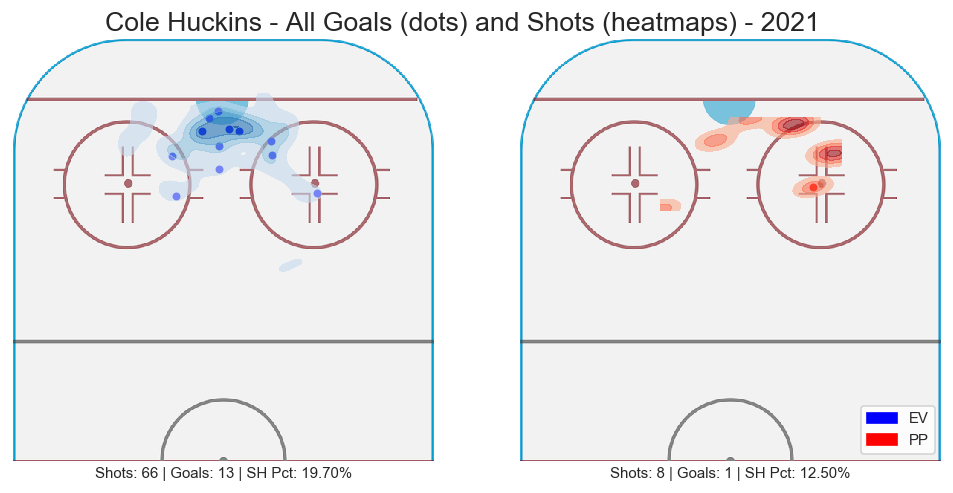 Cole Huckins - All Goals (dots) and Shots (heatmaps) - 2021
EV
PP
Shots: 66 | Goals: 13 | SH Pct: 19.70%
Shots: 8 | Goals: 1 | SH Pct: 12.50%